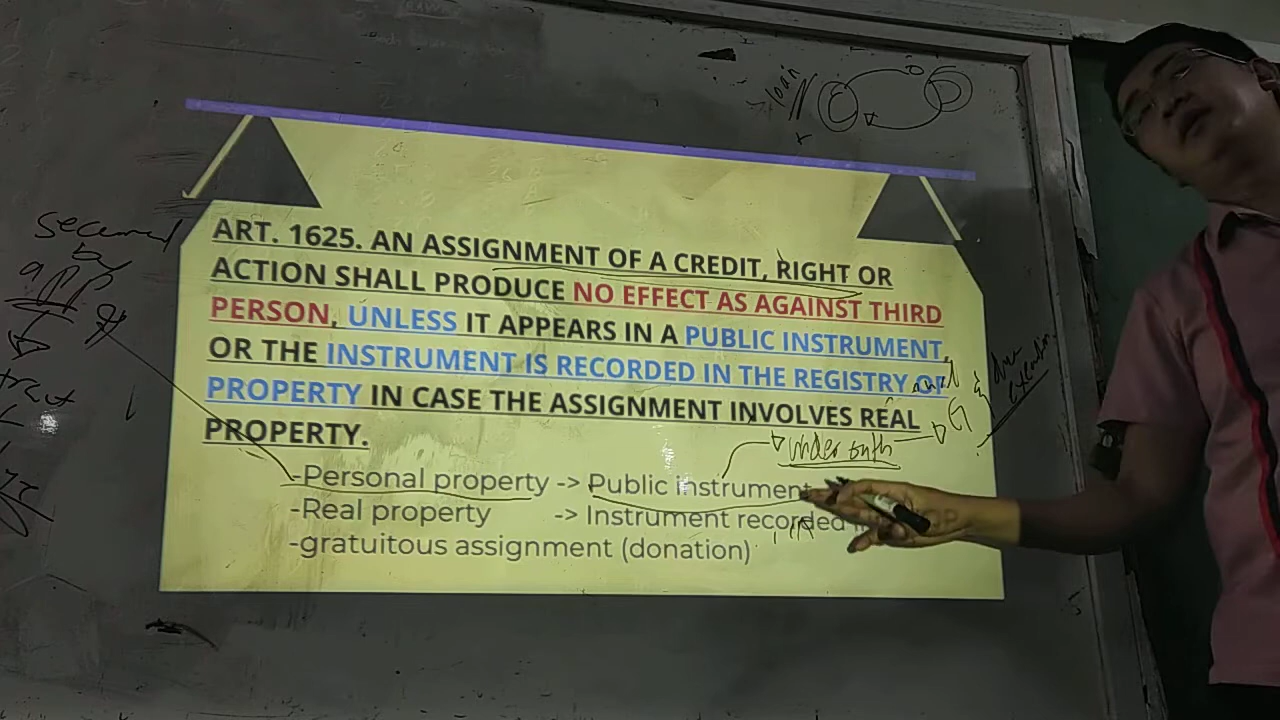 loan
ART. 1625. AN ASSIGNMENT OF A CREDIT, RIGHT OR
ACTION SHALL PRODUCE NO EFFECT AS AGAINST THIRD
PERSON, UNLESS IT APPEARS IN A PUBLIC INSTRUMENT,
OR THE INSTRUMENT IS RECORDED IN THE REGISTRY OF
PROPERTY IN CASE THE ASSIGNMENT INVOLVES REAL
PROPERTY.
-Personal property -> Public instrument
-Real property -> Instrument recorded
-gratuitous assignment (donation)
secured
by
under oath
due
execution